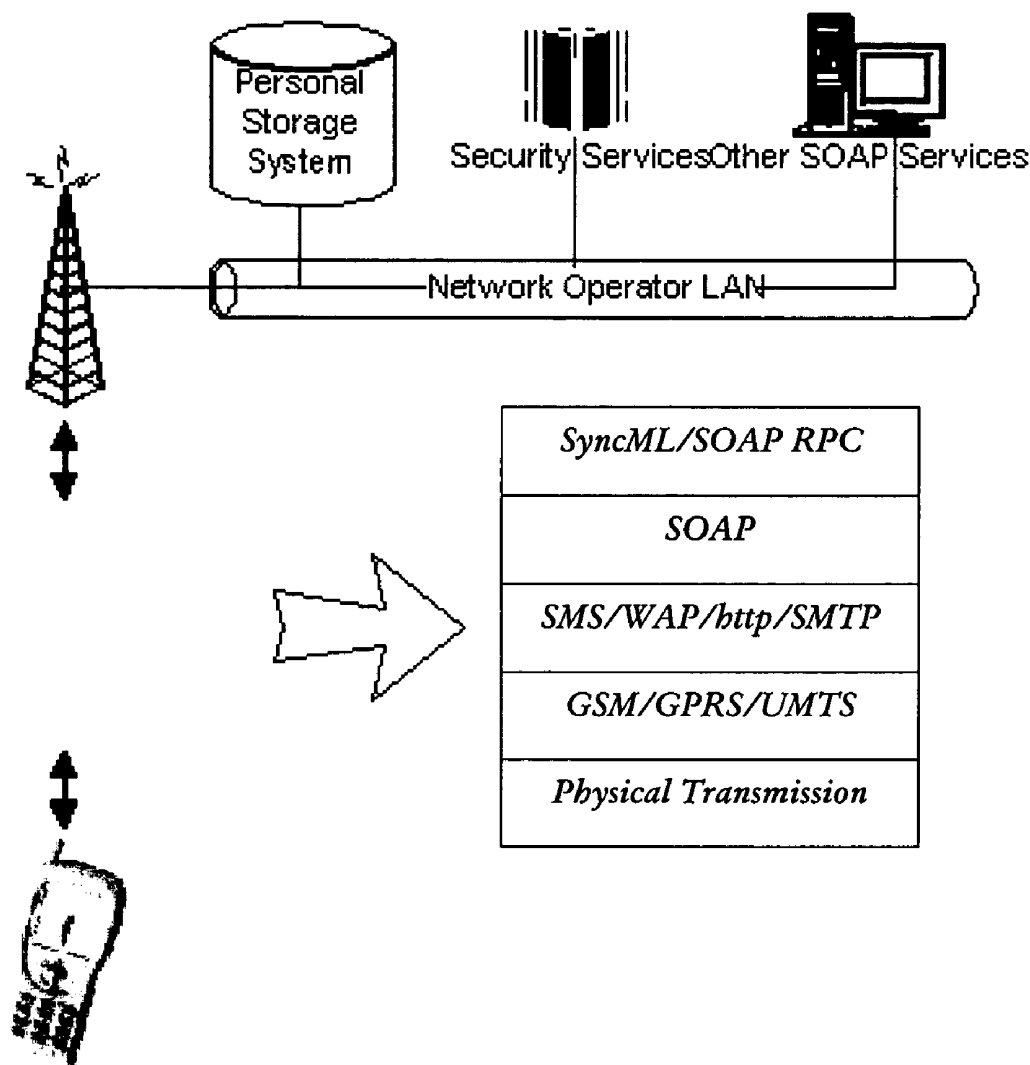 Personal
Storage
System
Security Services
Other SOAP Services
Network Operator LAN
SyncML/SOAP RPC
SOAP
SMS/WAP/http/SMTP
GSM/GPRS/UMTS
Physical Transmission